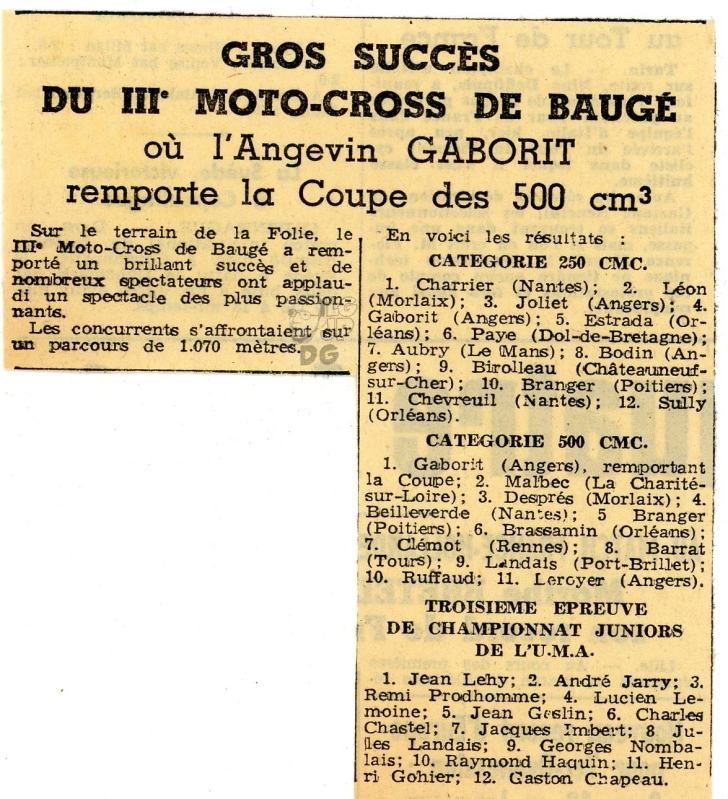 GROS SUCCÈS
DU IIIe MOTO-CROSS DE BAUGÉ
où l'Angevin GABORIT
remporte la Coupe des 500 cm3
Sur le terrain de la Folie, le
IIIe Moto-Cross de Baugé a rem-
porté un brillant succès et de
nombreux spectateurs ont applau-
di un spectacle des plus passion-
nants.
Les concurrents s'affrontaient sur
un parcours de 1.070 mètres.
DG
En voici les résultats :
CATEGORIE 250 CMC.
1. Charrier (Nantes); 2. Léon
(Morlaix); 3. Joliet (Angers); 4.
Gaborit (Angers); 5. Estrada (Or-
léans); 6. Paye (Dol-de-Bretagne);
7. Aubry (Le Mans); 8. Bodin (An-
gers); 9. Birolleau (Châteauneuf-
sur-Cher); 10. Branger (Poitiers);
11. Chevreuil (Nantes); 12. Sully
(Orléans).
CATEGORIE 500 CMC.
1. Gaborit (Angers), remportant
la Coupe; 2. Malbec (La Charité-
sur-Loire); 3. Després (Morlaix); 4.
Beilleverde (Nantes); 5 Branger
(Poitiers); 6. Brassamin (Orléans);
7. Clémot (Rennes); 8. Barrat
(Tours); 9. Landais (Port-Brillet);
10. Ruffaud; 11. Leroyer (Angers).
TROISIEME EPREUVE
DE CHAMPIONNAT JUNIORS
DE L'U.M.A.
1. Jean Lehy; 2. André Jarry; 3.
Remi Prodhomme; 4. Lucien Le-
moine; 5. Jean Geslin; 6. Charles
Chastel; 7. Jacques Imbert; 8 Ju-
les Landais; 9. Georges Nomba-
lais; 10. Raymond Haquin; 11. Hen-
ri Gohier; 12. Gaston Chapeau.